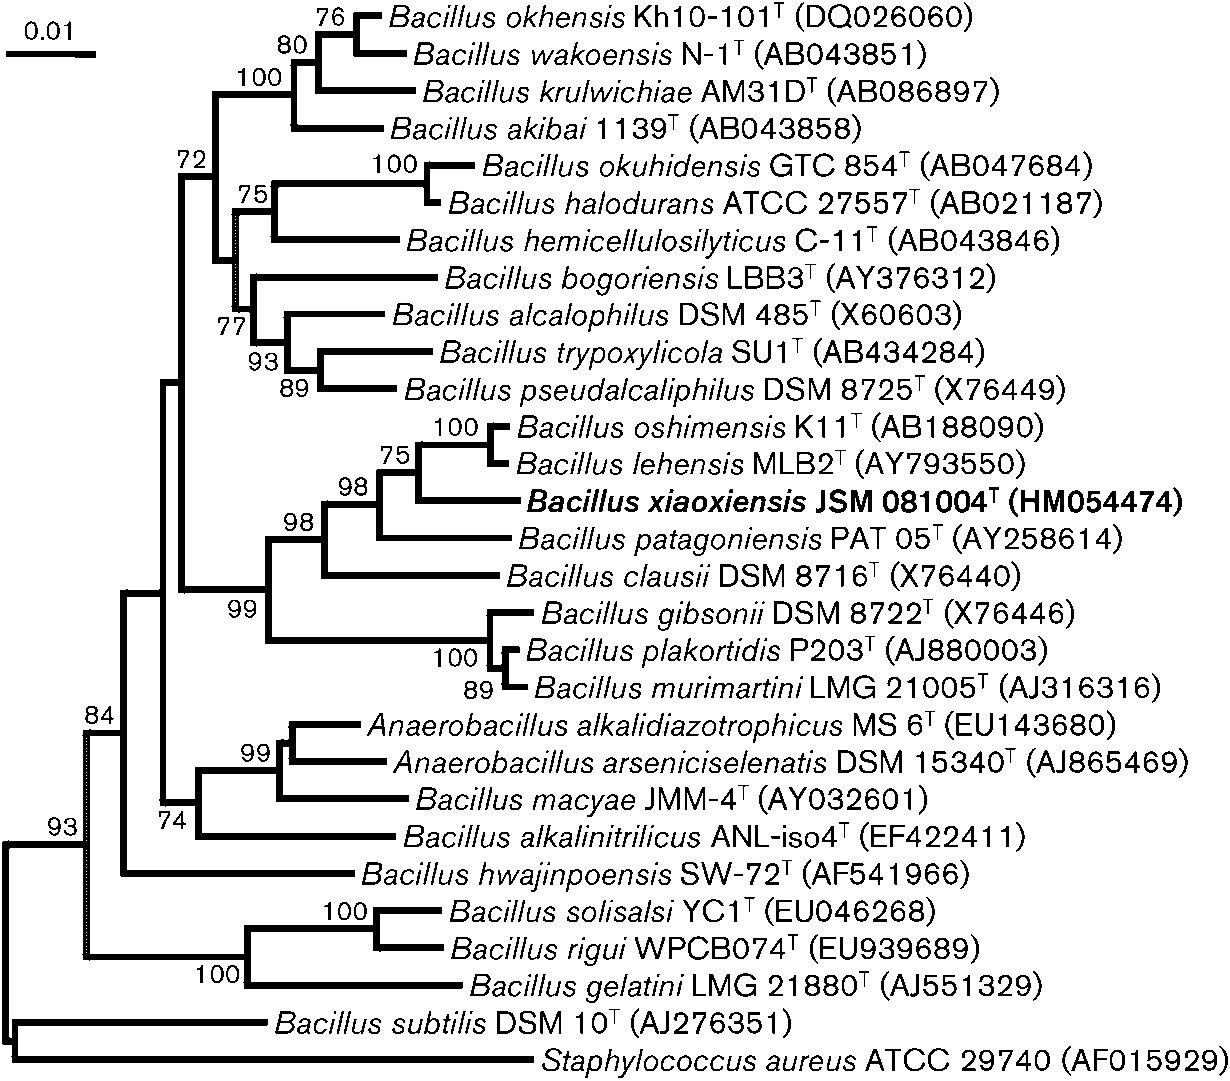 0.01
76
Bacillus okhensis Kh10-101ᵀ (DQ026060)
80
Bacillus wakoensis N-1ᵀ (AB043851)
100
Bacillus krulwichiae AM31Dᵀ (AB086897)
Bacillus akibai 1139ᵀ (AB043858)
72
100
Bacillus okuhidensis GTC 854ᵀ (AB047684)
75
Bacillus halodurans ATCC 27557ᵀ (AB021187)
Bacillus hemicellulosilyticus C-11ᵀ (AB043846)
Bacillus bogoriensis LBB3ᵀ (AY376312)
77
Bacillus alcalophilus DSM 485ᵀ (X60603)
93
Bacillus trypoxylicola SU1ᵀ (AB434284)
89
Bacillus pseudalcaliphilus DSM 8725ᵀ (X76449)
100
Bacillus oshimensis K11ᵀ (AB188090)
75
Bacillus lehensis MLB2ᵀ (AY793550)
98
Bacillus xiaoxiensis JSM 081004ᵀ (HM054474)
98
Bacillus patagoniensis PAT 05ᵀ (AY258614)
Bacillus clausii DSM 8716ᵀ (X76440)
99
Bacillus gibsonii DSM 8722ᵀ (X76446)
100
Bacillus plakortidis P203ᵀ (AJ880003)
89
Bacillus murimartini LMG 21005ᵀ (AJ316316)
84
Anaerobacillus alkalidiazotrophicus MS 6ᵀ (EU143680)
99
Anaerobacillus arseniciselenatis DSM 15340ᵀ (AJ865469)
Bacillus macyae JMM-4ᵀ (AY032601)
74
Bacillus alkalinitrilicus ANL-iso4ᵀ (EF422411)
93
Bacillus hwajinpoensis SW-72ᵀ (AF541966)
100
Bacillus solisalsi YC1ᵀ (EU046268)
Bacillus rigui WPCB074ᵀ (EU939689)
100
Bacillus gelatini LMG 21880ᵀ (AJ551329)
Bacillus subtilis DSM 10ᵀ (AJ276351)
Staphylococcus aureus ATCC 29740 (AF015929)